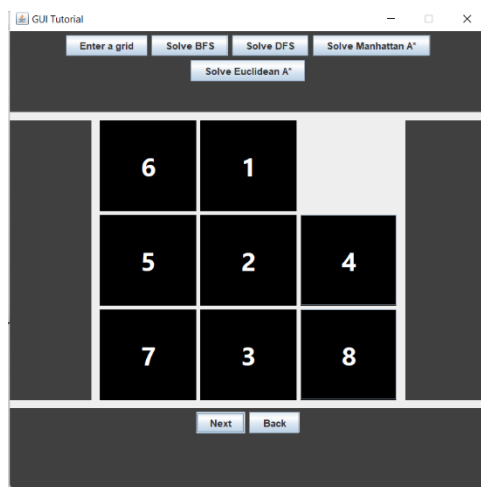 GUI Tutorial
Enter a grid Solve BFS Solve DFS Solve Manhattan A*
Solve Euclidean A*
6 1
5 2 4
7 3 8
Next Back